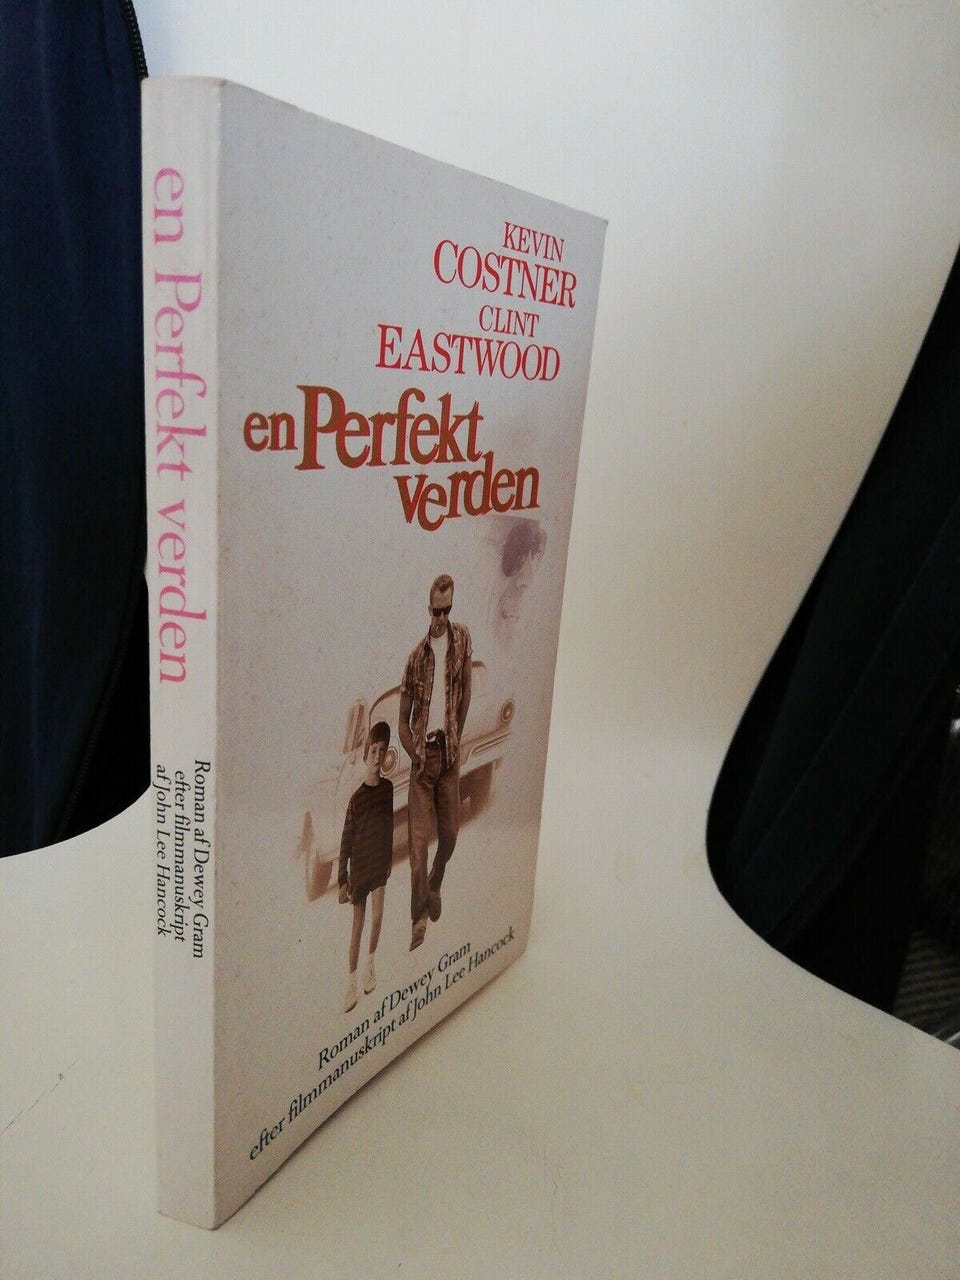 en Perfekt verden
Roman af Dewey Gram
efter filmmanuskript
af John Lee Hancock
KEVIN
COSTNER
CLINT
EASTWOOD
en Perfekt
verden
Roman af Dewey Gram
efter filmmanuskript af John Lee Hancock